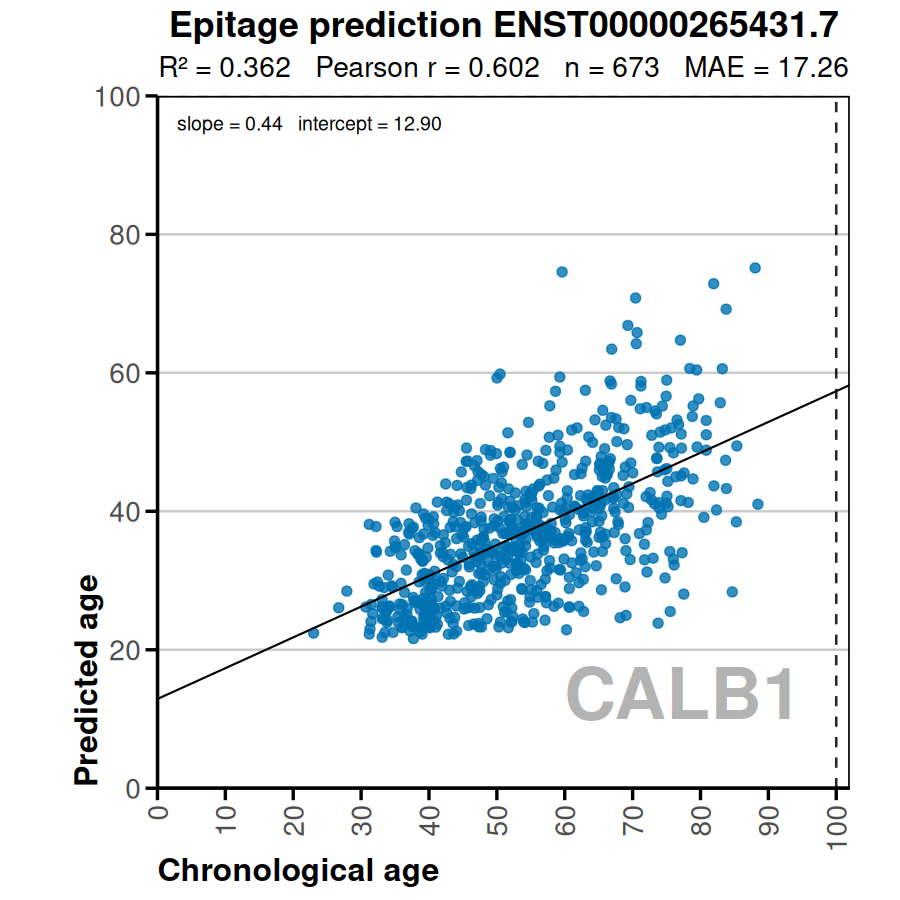 Epitage prediction ENST00000265431.7
R² = 0.362   Pearson r = 0.602   n = 673   MAE = 17.26
slope = 0.44   intercept = 12.90
100
80
60
40
20
0
Predicted age
CALB1
0 10 20 30 40 50 60 70 80 90 100
Chronological age